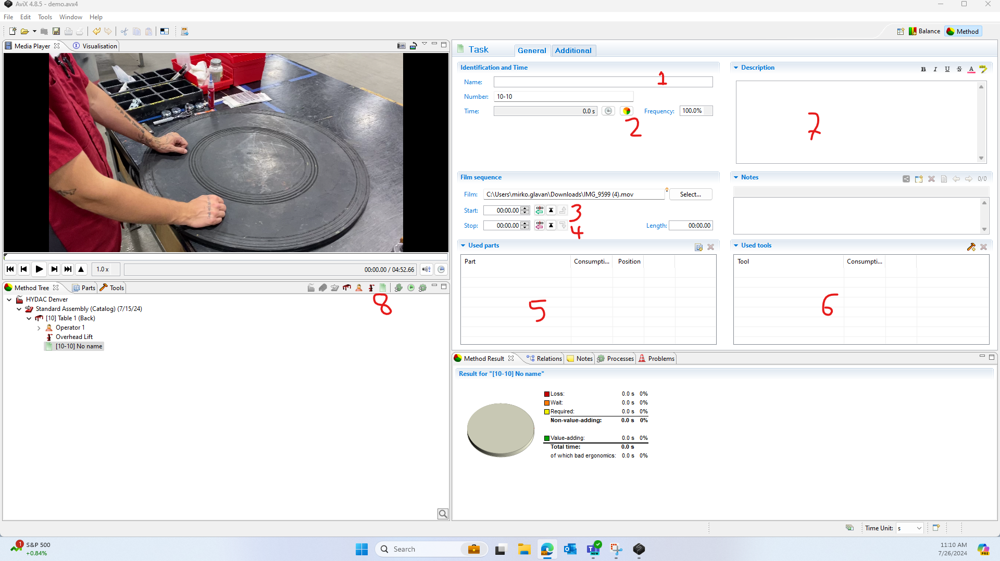 AviX 4.8.5 - demo.avx4
File Edit Tools Window Help
Balance Method
Media Player Visualisation
Task General Additional
Identification and Time
Name: 1
Number: 10-10
Time: 0.0 s Frequency: 100.0%
2
Description B I U S A abc
7
Film sequence
Film: C:\Users\mirko.glavan\Downloads\IMG_9599 (4).mov Select...
Start: 00:00.00 3
Stop: 00:00.00 4 Length: 00:00.00
Notes 0/0
Used parts
Part Consumpti... Position
5
Used tools
Tool Consumpti...
6
1.0 x 00:00.00 / 04:52.66
Method Tree Parts Tools
8
HYDAC Denver
Standard Assembly (Catalog) (7/15/24)
[10] Table 1 (Back)
Operator 1
Overhead Lift
[10-10] No name
Method Result Relations Notes Processes Problems
Result for "[10-10] No name"
Loss: 0.0 s 0%
Wait: 0.0 s 0%
Required: 0.0 s 0%
Non-value-adding: 0.0 s 0%
Value-adding: 0.0 s 0%
Total time: 0.0 s
of which bad ergonomics: 0.0 s 0%
Time Unit: s
1 S&P 500
+0.84%
Search
NEW
PRE
11:10 AM
7/26/2024